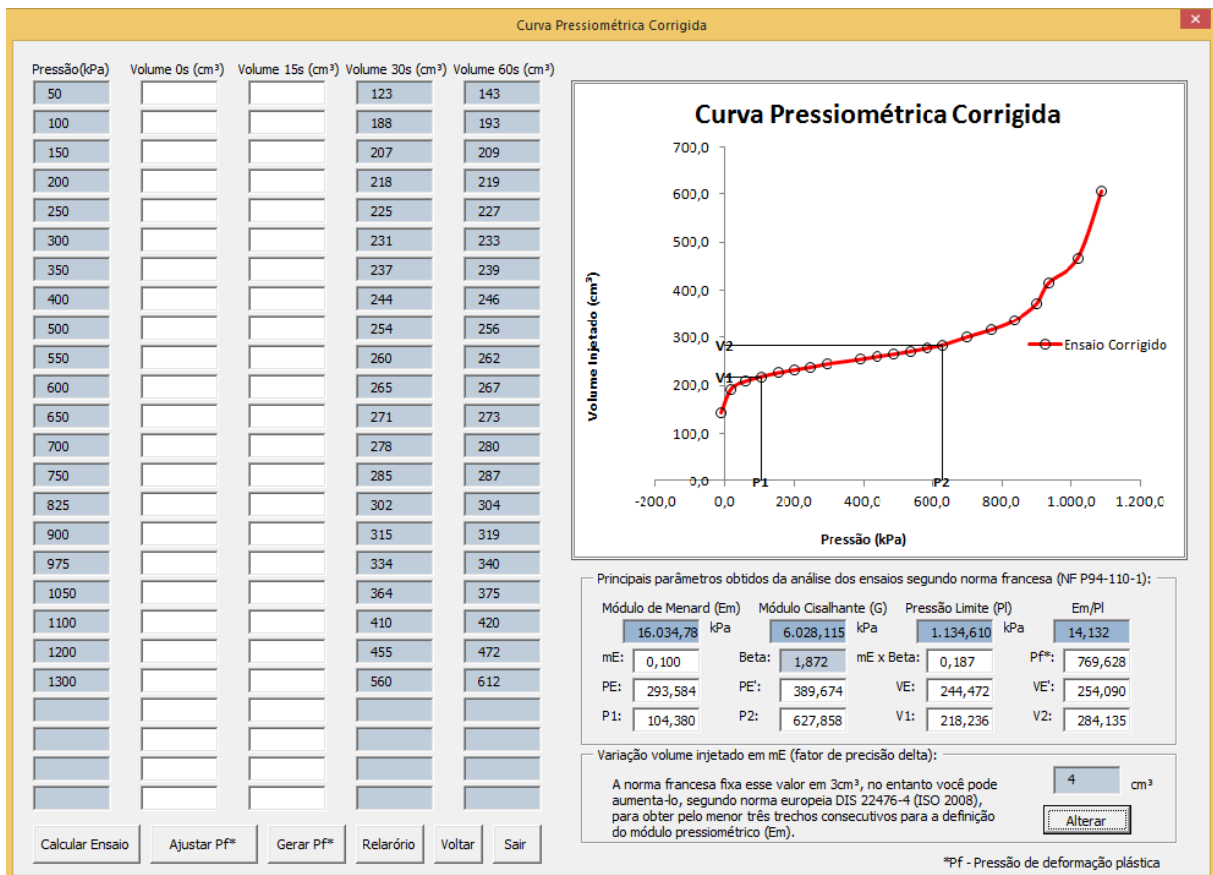 Curva Pressiométrica Corrigida
Pressão(kPa) Volume 0s (cm³) Volume 15s (cm³) Volume 30s (cm³) Volume 60s (cm³)
50 123 143
100 188 193
150 207 209
200 218 219
250 225 227
300 231 233
350 237 239
400 244 246
500 254 256
550 260 262
600 265 267
650 271 273
700 278 280
750 285 287
825 302 304
900 315 319
975 334 340
1050 364 375
1100 410 420
1200 455 472
1300 560 612
Calcular Ensaio Ajustar Pf* Gerar Pf* Relarório Voltar Sair
Curva Pressiométrica Corrigida
Volume Injetado (cm³)
700,0
600,0
500,0
400,0
300,0
200,0
100,0
0,0
V2
V1
P1 P2
Ensaio Corrigido
-200,0 0,0 200,0 400,0 600,0 800,0 1.000,0 1.200,0
Pressão (kPa)
Principais parâmetros obtidos da análise dos ensaios segundo norma francesa (NF P94-110-1):
Módulo de Menard (Em) Módulo Cisalhante (G) Pressão Limite (Pl) Em/Pl
16.034,78 kPa 6.028,115 kPa 1.134,610 kPa 14,132
mE: 0,100 Beta: 1,872 mE x Beta: 0,187 Pf*: 769,628
PE: 293,584 PE': 389,674 VE: 244,472 VE': 254,090
P1: 104,380 P2: 627,858 V1: 218,236 V2: 284,135
Variação volume injetado em mE (fator de precisão delta):
A norma francesa fixa esse valor em 3cm³, no entanto você pode
aumenta-lo, segundo norma europeia DIS 22476-4 (ISO 2008),
para obter pelo menor três trechos consecutivos para a definição
do módulo pressiométrico (Em).
4 cm³
Alterar
*Pf - Pressão de deformação plástica